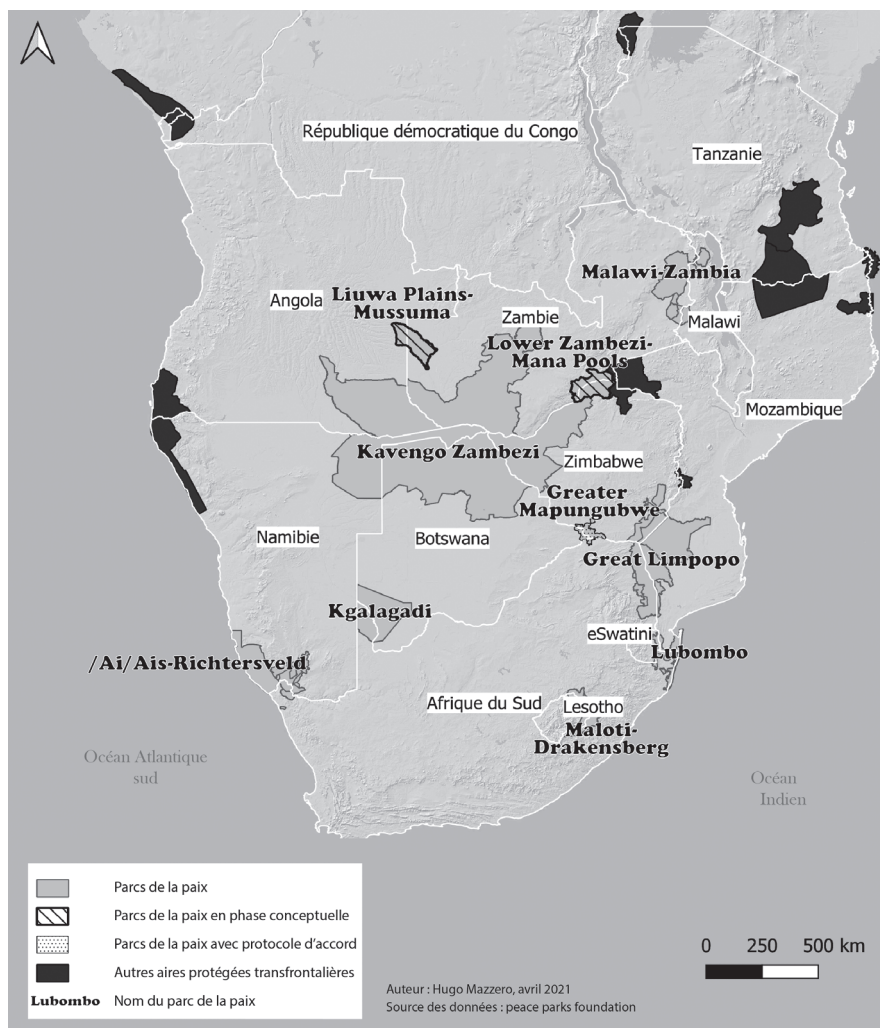 République démocratique du Congo
Tanzanie
Malawi-Zambia
Liuwa Plains-
Mussuma
Angola
Zambie
Malawi
Lower Zambezi-
Mana Pools
Mozambique
Kavengo Zambezi
Zimbabwe
Greater
Mapungubwe
Namibie
Botswana
Great Limpopo
Kgalagadi
eSwatini
Lubombo
/Ai/Ais-Richtersveld
Afrique du Sud
Lesotho
Maloti-
Drakensberg
Océan Atlantique
sud
Océan
Indien
Parcs de la paix
Parcs de la paix en phase conceptuelle
Parcs de la paix avec protocole d'accord
Autres aires protégées transfrontalières
Lubombo Nom du parc de la paix
0 250 500 km
Auteur : Hugo Mazzero, avril 2021
Source des données : peace parks foundation